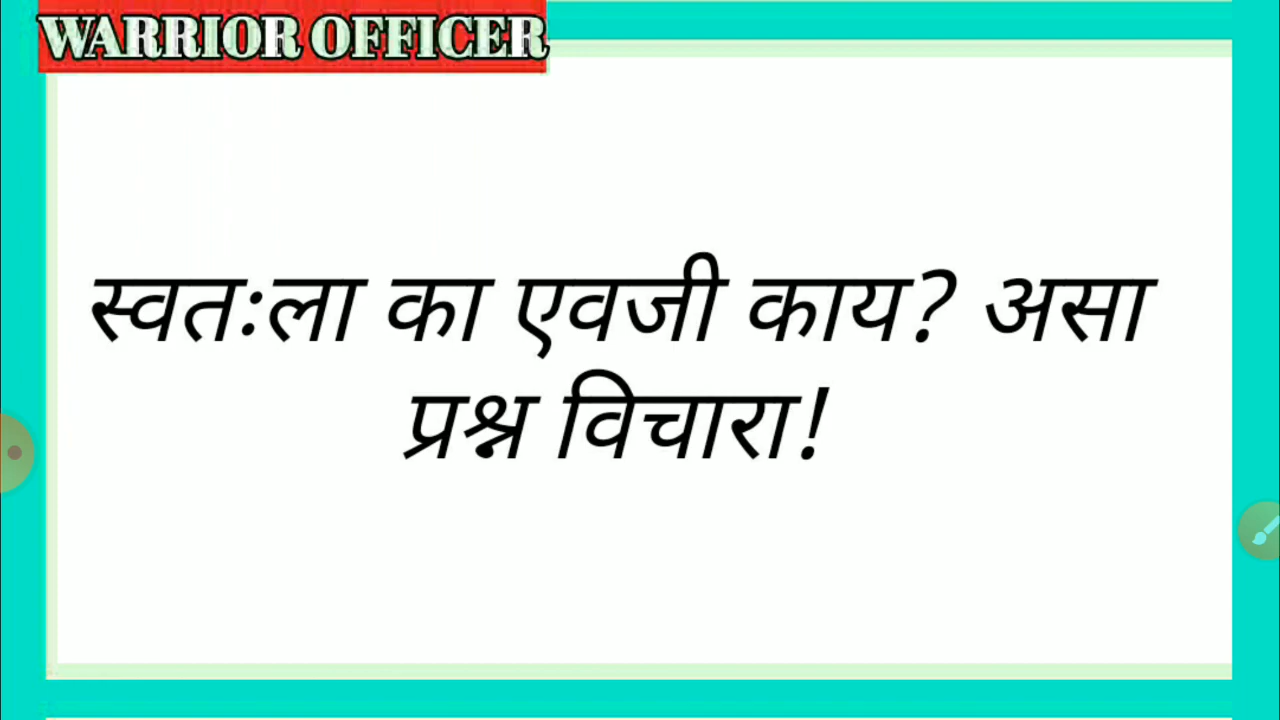 WARRIOR OFFICER
स्वतःला का एवजी काय? असा
प्रश्न विचारा!